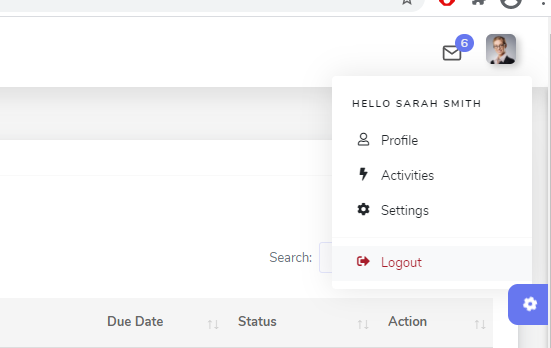 6
HELLO SARAH SMITH
Profile
Activities
Settings
Search:
Logout
Due Date
Status
Action